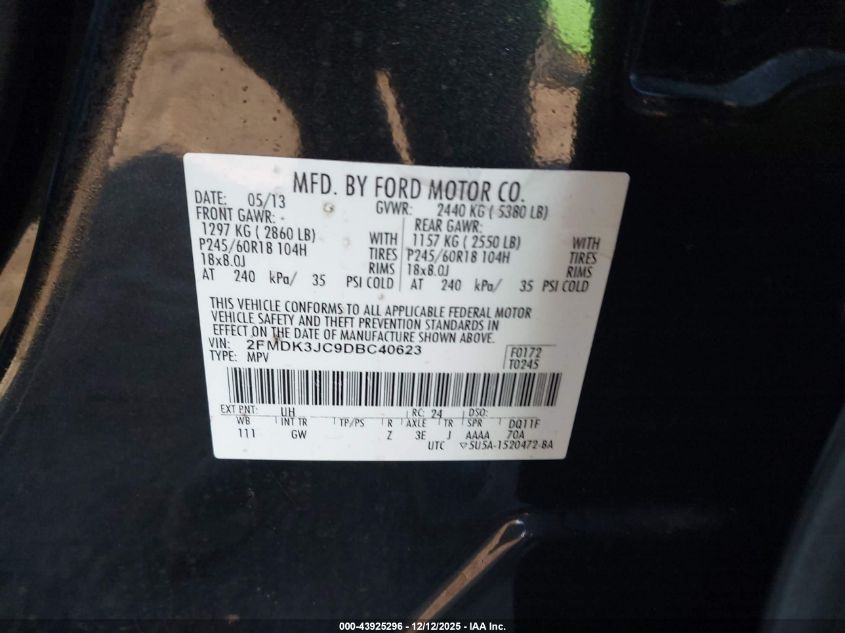 MFD. BY FORD MOTOR CO.
DATE: 05/13 GVWR: 2440 KG ( 5380 LB)
FRONT GAWR: - REAR GAWR:
1297 KG ( 2860 LB) WITH 1157 KG ( 2550 LB) WITH
P245/60R18 104H TIRES P245/60R18 104H TIRES
18x8.0J RIMS 18x8.0J RIMS
AT 240 kPa/ 35 PSI COLD AT 240 kPa/ 35 PSI COLD
THIS VEHICLE CONFORMS TO ALL APPLICABLE FEDERAL MOTOR
VEHICLE SAFETY AND THEFT PREVENTION STANDARDS IN
EFFECT ON THE DATE OF MANUFACTURE SHOWN ABOVE.
VIN: 2FMDK3JC9DBC40623 F0172
TYPE: MPV T0245
EXT PNT: UH RC: 24 DSO:
WB INT TR TP/PS R AXLE TR SPR DQ11F
111 GW Z 3E J AAAA 70A
UTC ▽5U5A-1520472-BA
000-43925296 - 12/12/2025 - IAA Inc.